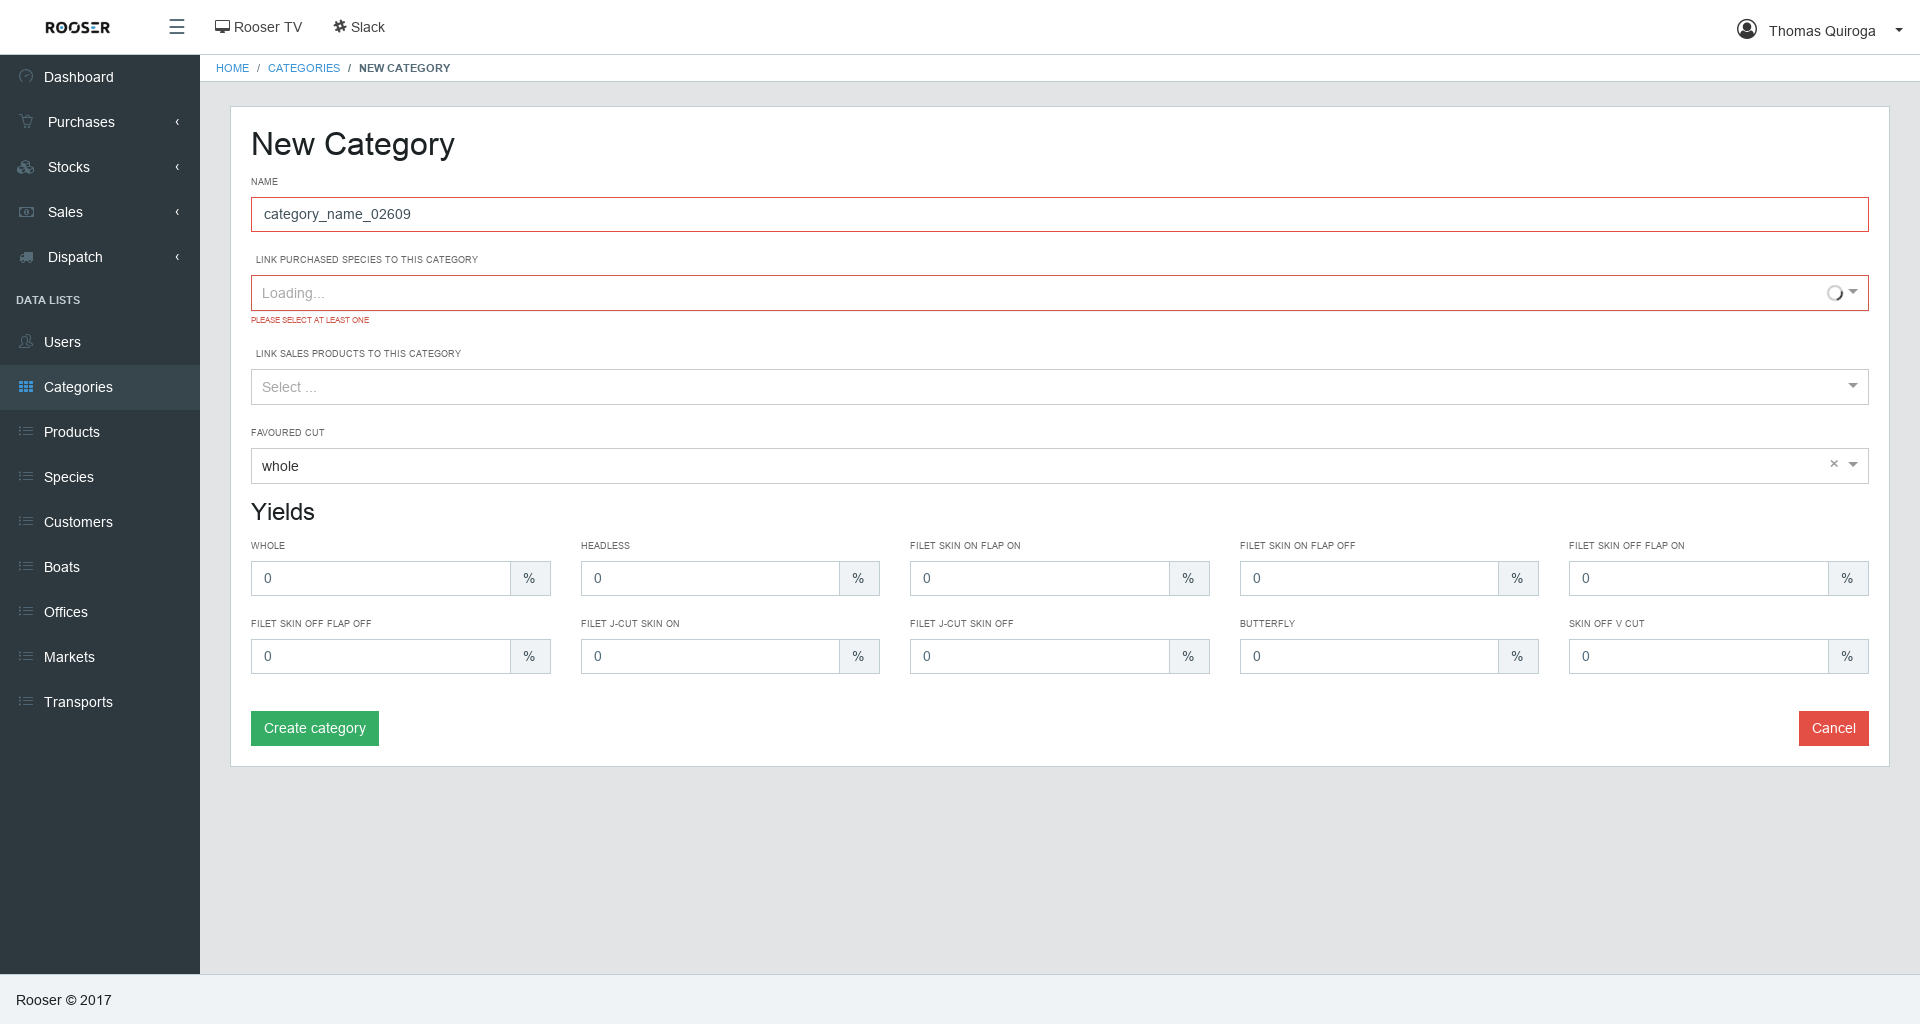 ROOSER
Rooser TV
Slack
Thomas Quiroga
HOME / CATEGORIES / NEW CATEGORY
Dashboard
Purchases
Stocks
Sales
Dispatch
DATA LISTS
Users
Categories
Products
Species
Customers
Boats
Offices
Markets
Transports
New Category
NAME
category_name_02609
LINK PURCHASED SPECIES TO THIS CATEGORY
Loading...
PLEASE SELECT AT LEAST ONE
LINK SALES PRODUCTS TO THIS CATEGORY
Select ...
FAVOURED CUT
whole ×
Yields
WHOLE HEADLESS FILET SKIN ON FLAP ON FILET SKIN ON FLAP OFF FILET SKIN OFF FLAP ON
0 % 0 % 0 % 0 % 0 %
FILET SKIN OFF FLAP OFF FILET J-CUT SKIN ON FILET J-CUT SKIN OFF BUTTERFLY SKIN OFF V CUT
0 % 0 % 0 % 0 % 0 %
Create category Cancel
Rooser © 2017